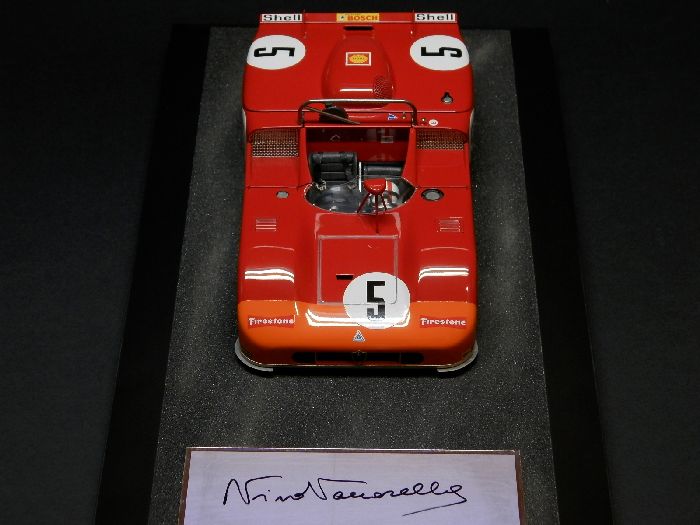 Shell
BOSCH
Shell
5
5
5
Firestone
Firestone
Nino Vaccarella